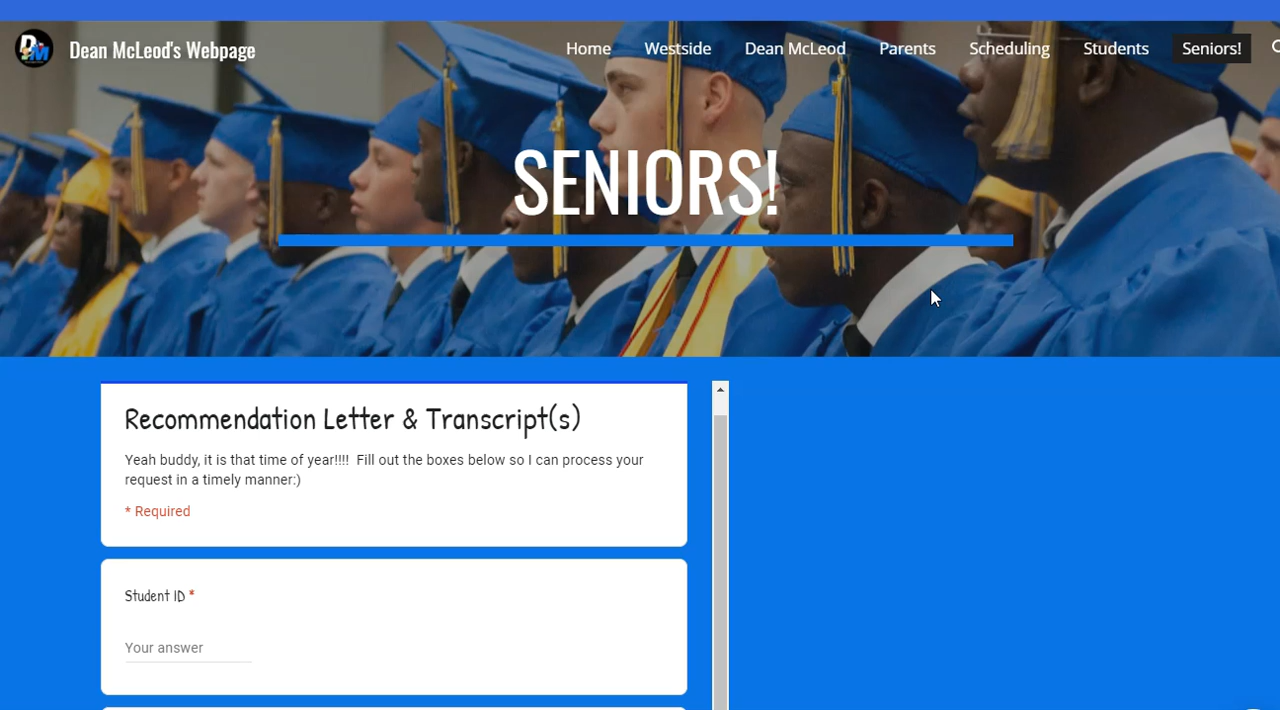 DM
Dean McLeod's Webpage
Home Westside Dean McLeod Parents Scheduling Students Seniors!
SENIORS!
Recommendation Letter & Transcript(s)
Yeah buddy, it is that time of year!!!! Fill out the boxes below so I can process your
request in a timely manner:)
* Required
Student ID *
Your answer